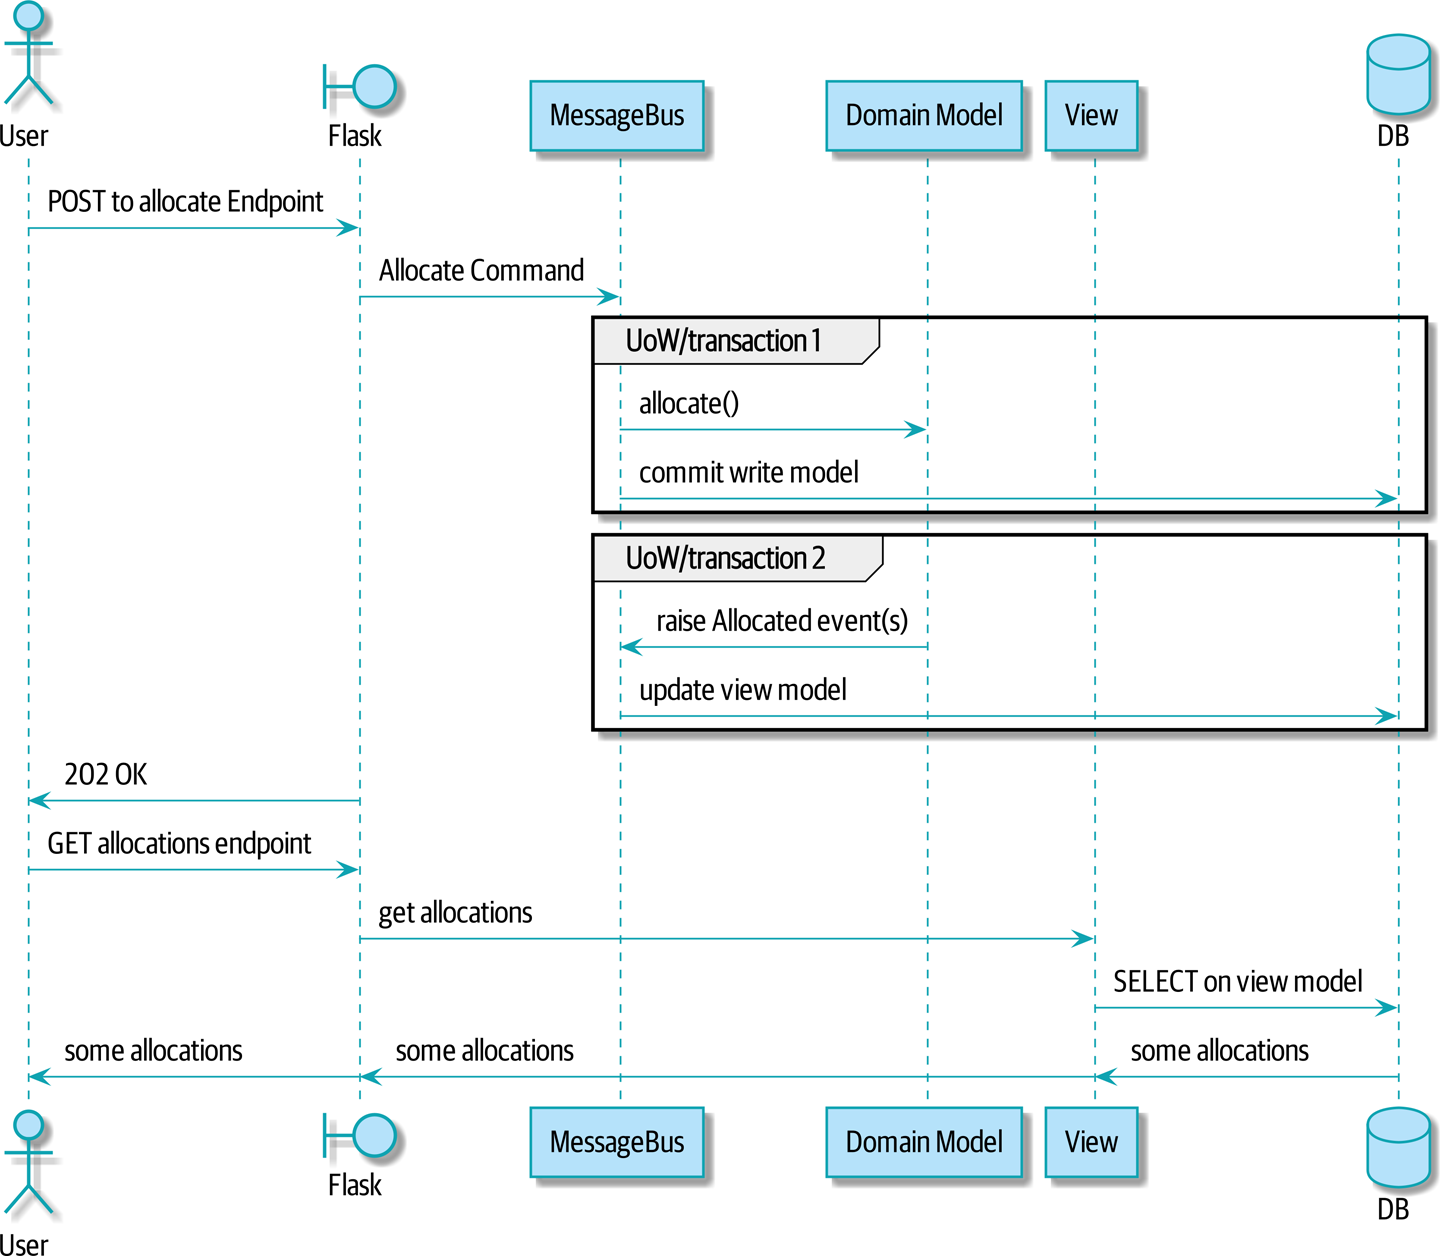 User
Flask
MessageBus
Domain Model
View
DB
POST to allocate Endpoint
Allocate Command
UoW/transaction 1
allocate()
commit write model
UoW/transaction 2
raise Allocated event(s)
update view model
202 OK
GET allocations endpoint
get allocations
SELECT on view model
some allocations
some allocations
some allocations
User
Flask
MessageBus
Domain Model
View
DB